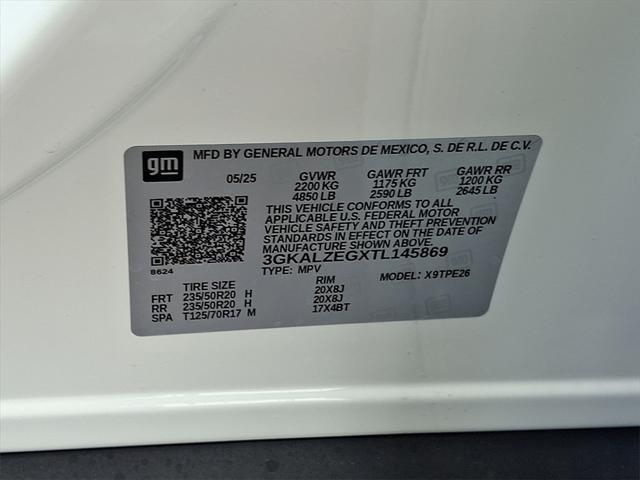 gm MFD BY GENERAL MOTORS DE MEXICO, S. DE R.L. DE C.V.
05/25 GVWR GAWR FRT GAWR RR
2200 KG 1175 KG 1200 KG
4850 LB 2590 LB 2645 LB
THIS VEHICLE CONFORMS TO ALL
APPLICABLE U.S. FEDERAL MOTOR
VEHICLE SAFETY AND THEFT PREVENTION
STANDARDS IN EFFECT ON THE DATE OF
MANUFACTURE SHOWN ABOVE.
3GKALZEGXTL145869
8624 TYPE: MPV MODEL: X9TPE26
TIRE SIZE RIM
FRT 235/50R20 H 20X8J
RR 235/50R20 H 20X8J
SPA T125/70R17 M 17X4BT